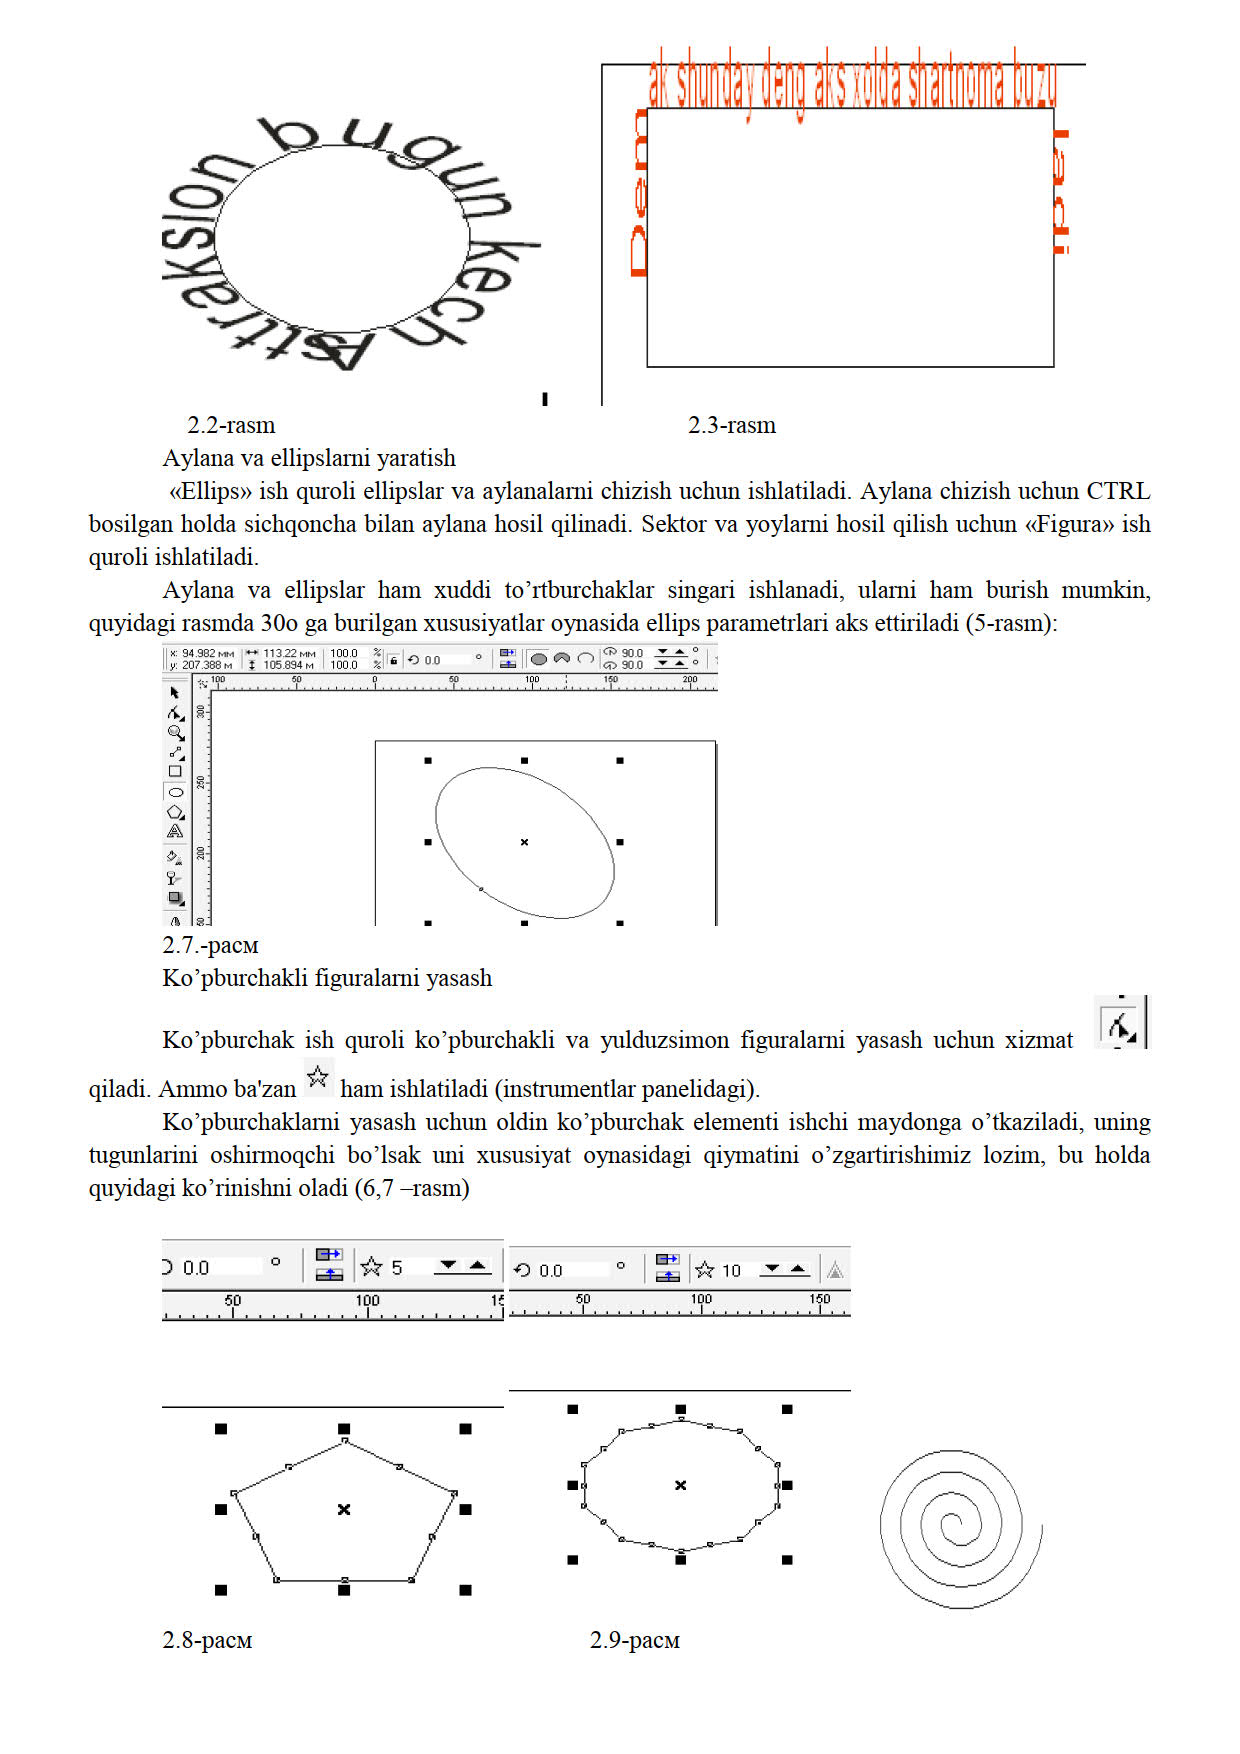 Abstraksion bugun kech
ak shunday deng aks xolda shartnoma buzu
Deng
2.2-rasm 2.3-rasm
Aylana va ellipslarni yaratish
«Ellips» ish quroli ellipslar va aylanalarni chizish uchun ishlatiladi. Aylana chizish uchun CTRL
bosilgan holda sichqoncha bilan aylana hosil qilinadi. Sektor va yoylarni hosil qilish uchun «Figura» ish
quroli ishlatiladi.
Aylana va ellipslar ham xuddi to’rtburchaklar singari ishlanadi, ularni ham burish mumkin,
quyidagi rasmda 30o ga burilgan xususiyatlar oynasida ellips parametrlari aks ettiriladi (5-rasm):
x: 94.982 мм 113.22 мм 100.0 % 0.0 ° 90.0 °
y: 207.388 м 105.894 м 100.0 % 90.0 °
100 50 0 50 100 150 200
300
250
200
50
2.7.-расм
Ko’pburchakli figuralarni yasash
Ko’pburchak ish quroli ko’pburchakli va yulduzsimon figuralarni yasash uchun xizmat
qiladi. Ammo ba'zan ham ishlatiladi (instrumentlar panelidagi).
Ko’pburchaklarni yasash uchun oldin ko’pburchak elementi ishchi maydonga o’tkaziladi, uning
tugunlarini oshirmoqchi bo’lsak uni xususiyat oynasidagi qiymatini o’zgartirishimiz lozim, bu holda
quyidagi ko’rinishni oladi (6,7 –rasm)
0.0 ° 5
50 100 15
0.0 ° 10
50 100 150
2.8-расм 2.9-расм